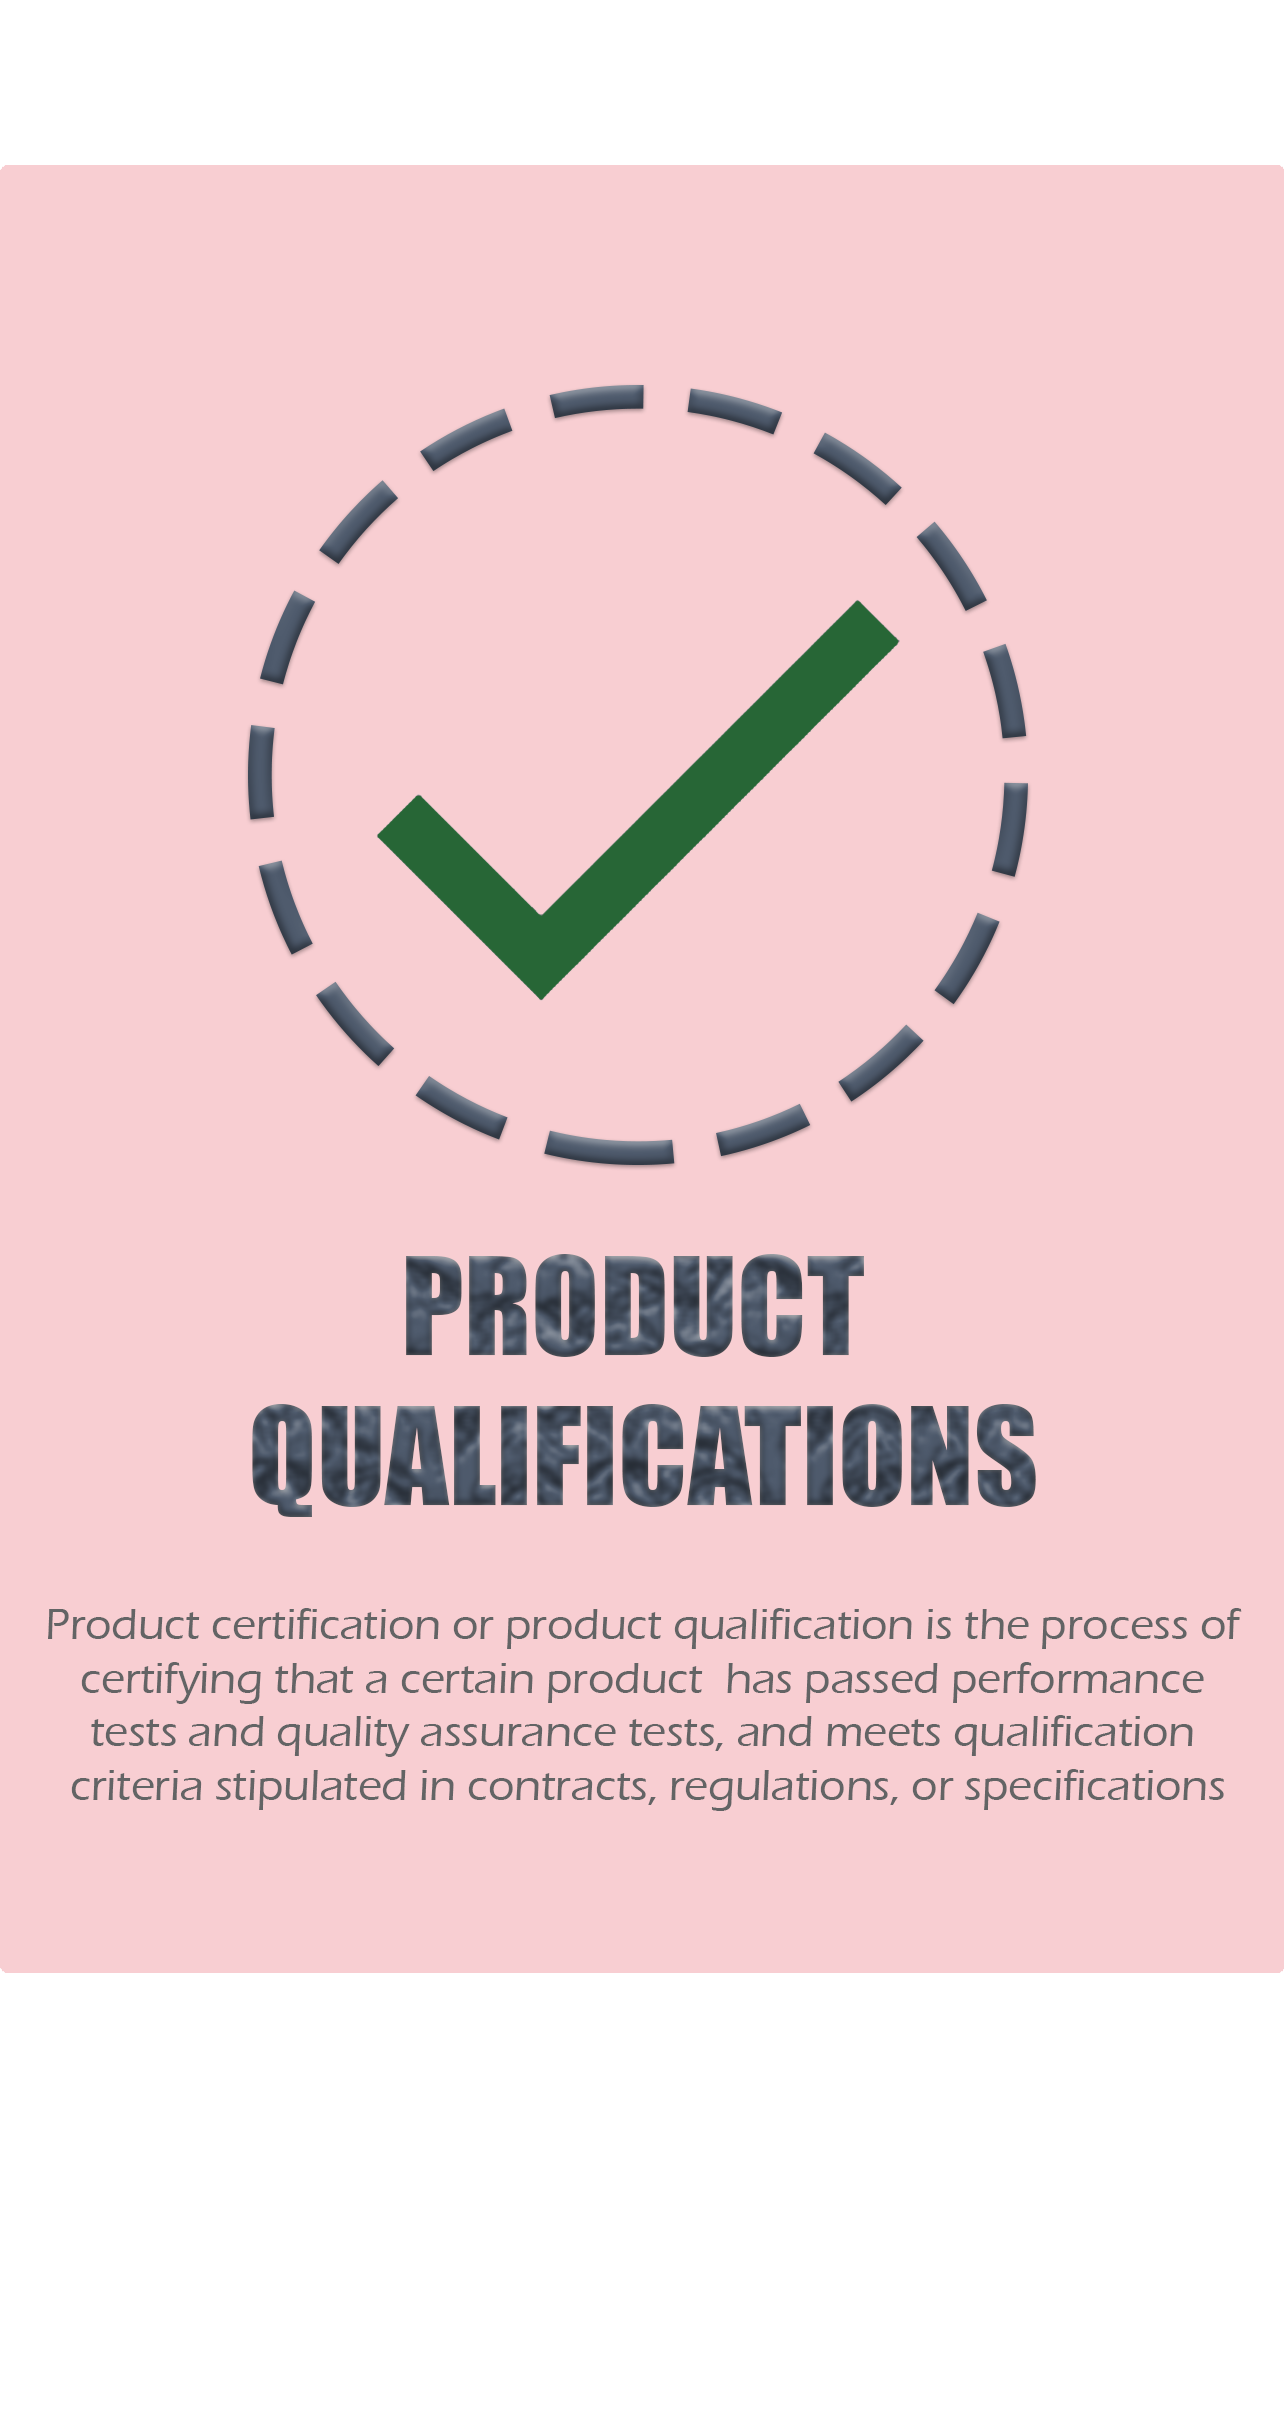 PRODUCT
QUALIFICATIONS
Product certification or product qualification is the process of
certifying that a certain product  has passed performance
tests and quality assurance tests, and meets qualification
criteria stipulated in contracts, regulations, or specifications